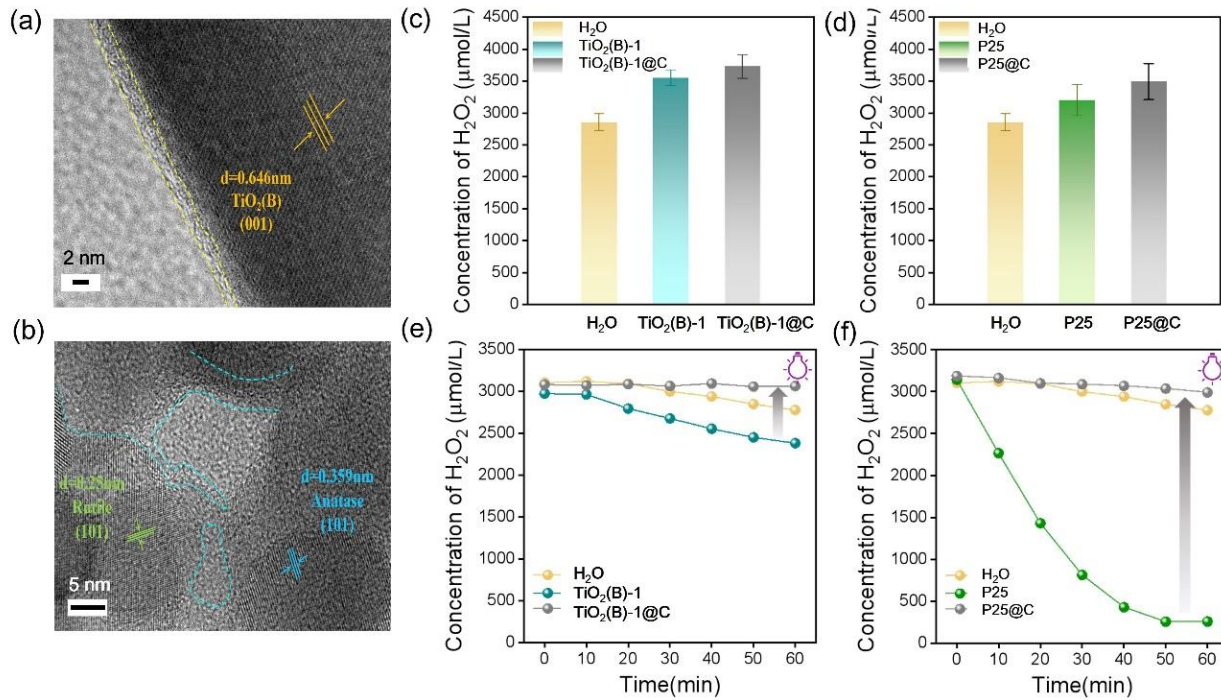 (a)
d=0.646nm
TiO₂(B)
(001)
2 nm
(b)
d=0.25nm
Rutile
(101)
d=0.359nm
Anatase
(101)
5 nm
(c)
Concentration of H₂O₂ (μmol/L)
4500
4000
3500
3000
2500
2000
1500
1000
500
0
H₂O
TiO₂(B)-1
TiO₂(B)-1@C
H₂O TiO₂(B)-1 TiO₂(B)-1@C
(d)
Concentration of H₂O₂ (μmol/L)
4500
4000
3500
3000
2500
2000
1500
1000
500
0
H₂O
P25
P25@C
H₂O P25 P25@C
(e)
Concentration of H₂O₂ (μmol/L)
3500
3000
2500
2000
1500
1000
500
0
H₂O
TiO₂(B)-1
TiO₂(B)-1@C
0 10 20 30 40 50 60
Time(min)
(f)
Concentration of H₂O₂ (μmol/L)
3500
3000
2500
2000
1500
1000
500
0
H₂O
P25
P25@C
0 10 20 30 40 50 60
Time(min)